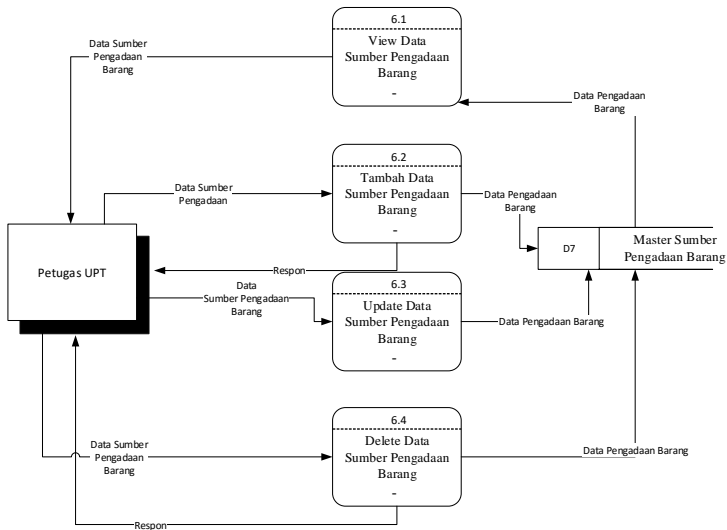 6.1
View Data
Sumber Pengadaan
Barang
-
Data Sumber
Pengadaan
Barang
Data Pengadaan
Barang
6.2
Tambah Data
Sumber Pengadaan
Barang
-
Data Sumber
Pengadaan
Data Pengadaan
Barang
Petugas UPT
D7
Master Sumber
Pengadaan Barang
Respon
Data
Sumber Pengadaan
Barang
6.3
Update Data
Sumber Pengadaan
Barang
-
Data Pengadaan Barang
6.4
Delete Data
Sumber Pengadaan
Barang
-
Data Sumber
Pengadaan
Barang
Data Pengadaan Barang
Respon